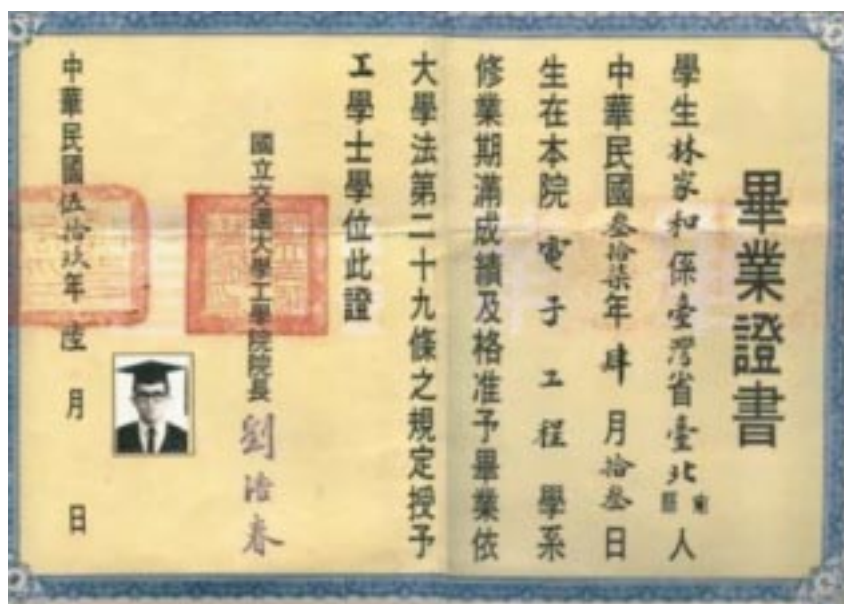 畢業證書
學生林家和係臺灣省臺北縣人
中華民國叁拾柒年肆月拾叁日
生在本院電子工程學系
修業期滿成績及格准予畢業依
大學法第二十九條之規定授予
工學士學位此證
國立交通大學工學院院長劉浩春
中華民國伍拾玖年陸月 日